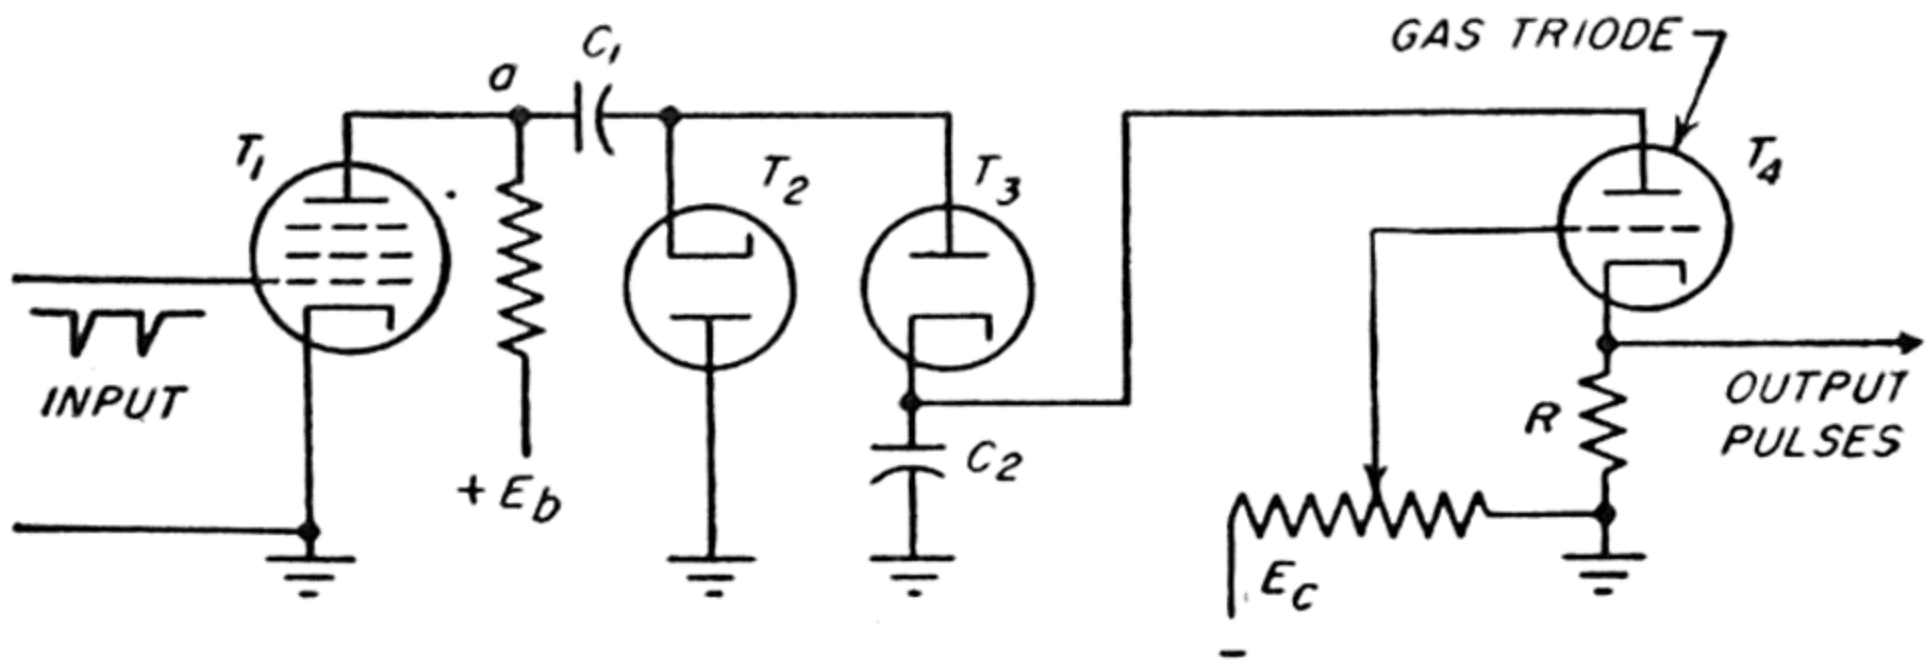 GAS TRIODE
C1
a
T1
T2
T3
T4
INPUT
+ Eb
C2
R
OUTPUT
PULSES
EC
-